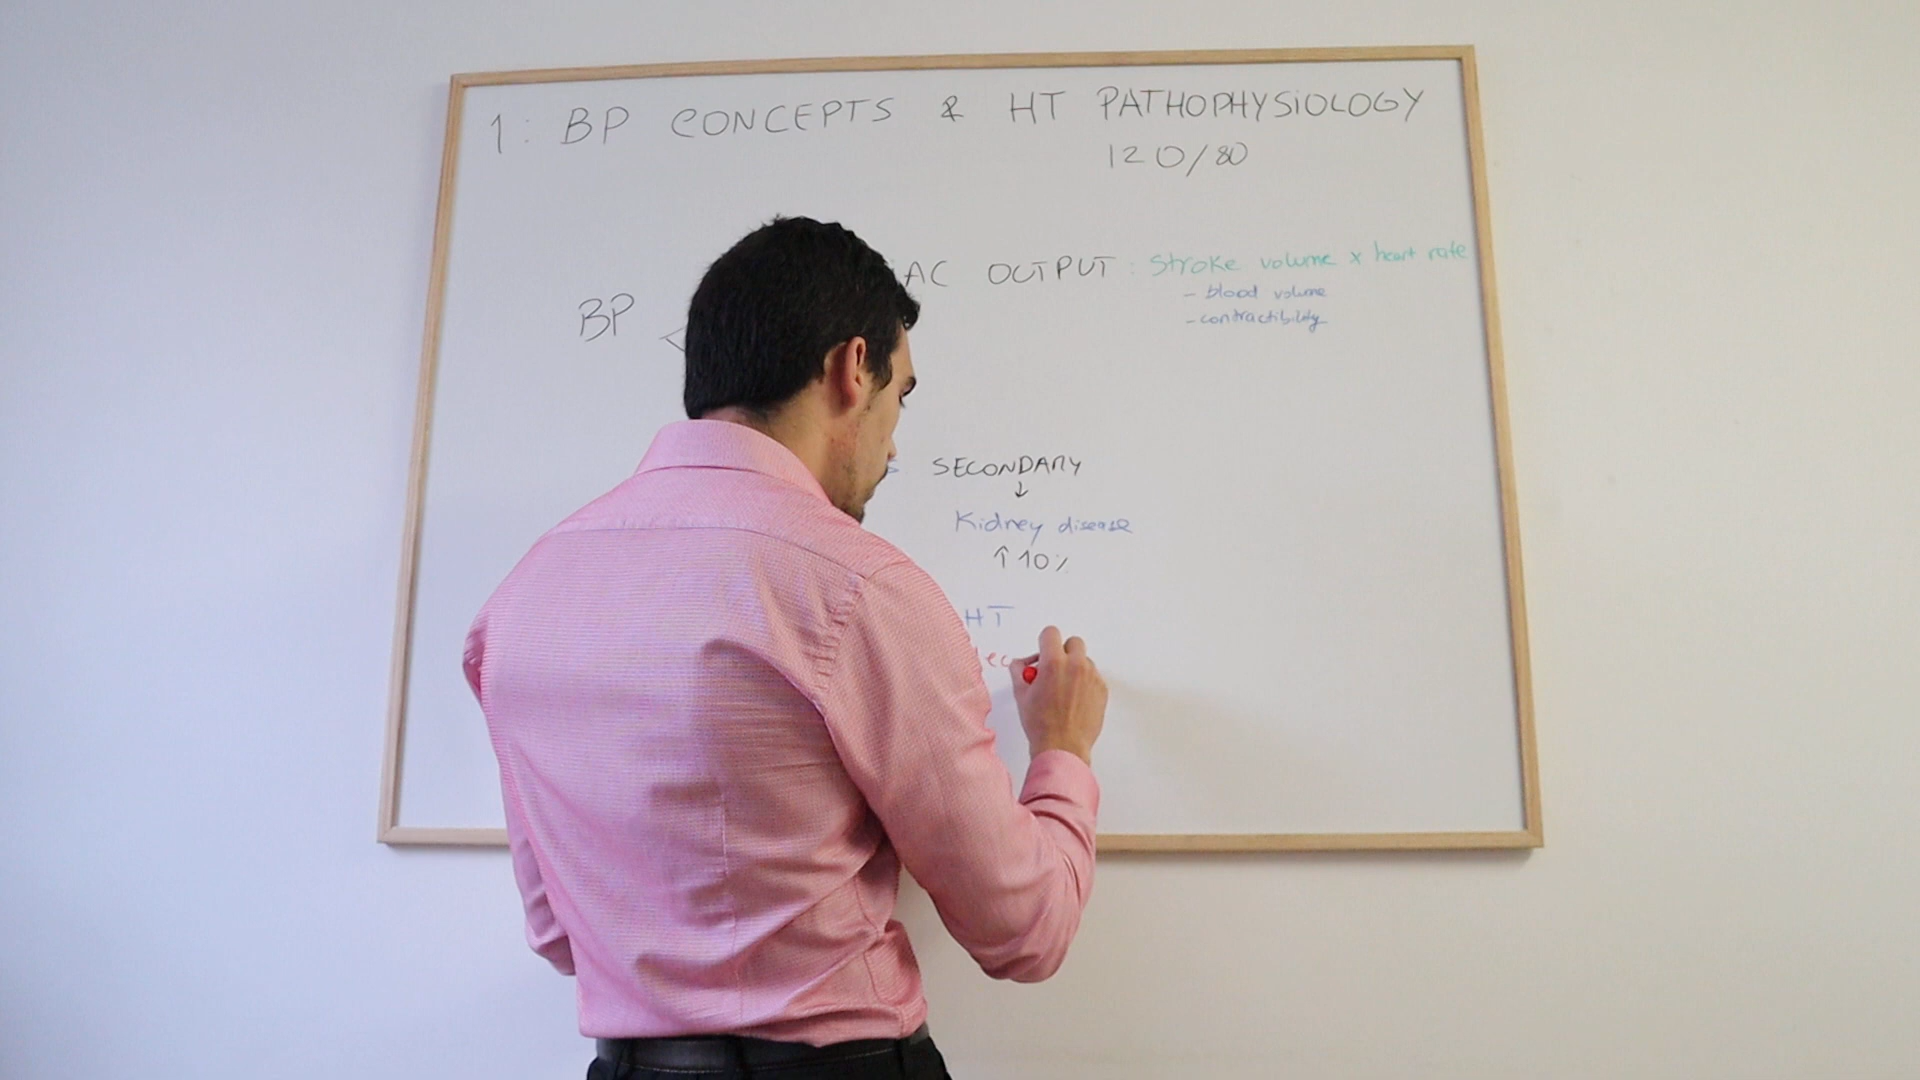 1: BP CONCEPTS & HT PATHOPHYSIOLOGY
120/80
AC OUTPUT : Stroke volume x heart rate
- blood volume
- contractibility
BP <
S. SECONDARY
↓
Kidney disease
↑10%
HT